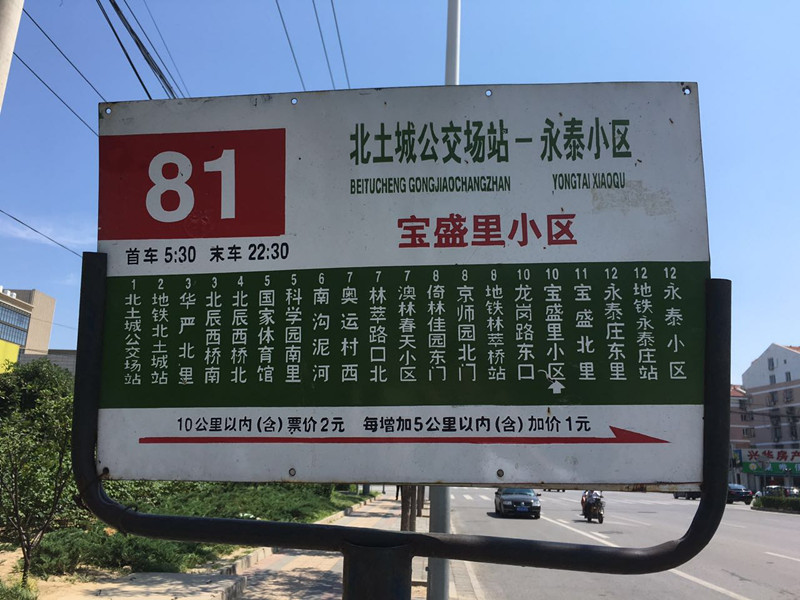 81
北土城公交场站－永泰小区
BEITUCHENG GONGJIAOCHANGZHAN YONGTAI XIAOQU
宝盛里小区
首车 5:30 末车 22:30
1 北土城公交场站
2 地铁北土城站
3 华严北里
3 北辰西桥南
4 北辰西桥北
5 国家体育馆
5 科学园南里
6 南沟泥河
7 奥运村西
7 林萃路口北
7 澳林春天小区
8 倚林佳园东门
8 京师园北门
8 地铁林萃桥站
10 龙岗路东口
10 宝盛里小区
11 宝盛北里
12 永泰庄东里
12 地铁永泰庄站
12 永泰小区
10公里以内(含)票价2元 每增加5公里以内(含)加价1元
兴华房产